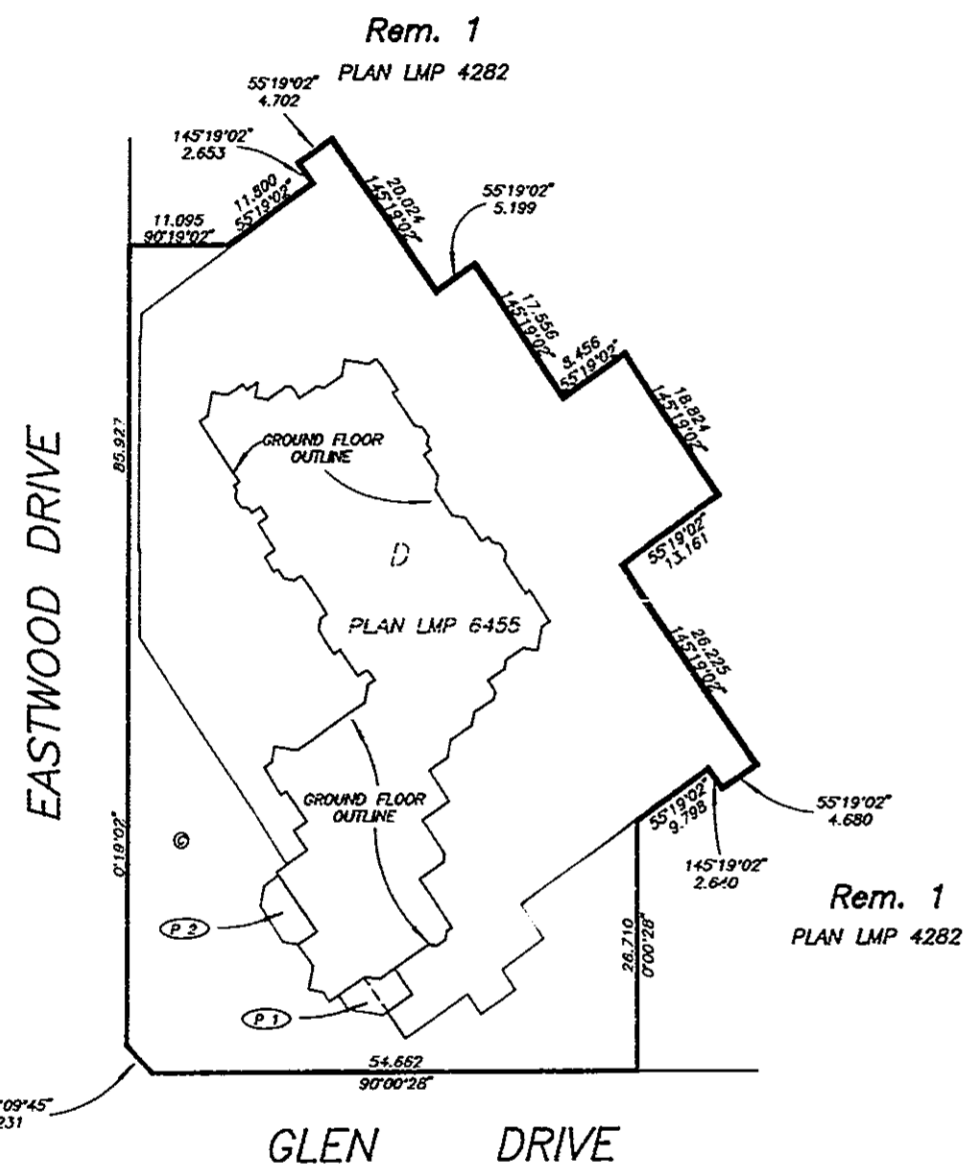 Rem. 1
PLAN LMP 4282
55°19'02"
4.702
145°19'02"
2.653
11.800
55°19'02"
11.095
90°19'02"
20.024
145°19'02"
55°19'02"
5.199
17.556
145°19'02"
8.456
55°19'02"
18.824
145°19'02"
55°19'02"
13.161
26.225
145°19'02"
55°19'02"
4.680
145°19'02"
55°19'02"
9.798
Rem. 1
PLAN LMP 4282
26.710
0°00'28"
EASTWOOD DRIVE
85.927
0°19'02"
GROUND FLOOR
OUTLINE
D
PLAN LMP 6455
GROUND FLOOR
OUTLINE
©
P 2
P 1
54.662
90°00'28"
°09'45"
231
GLEN DRIVE